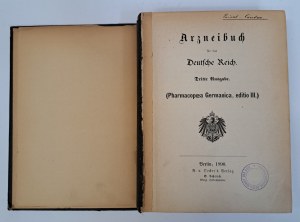 Arzneibuch
für das
Deutsche Reich.
Dritte Ausgabe.
(Pharmacopoea Germanica, editio III.)
Berlin, 1890.
R. v. Decker's Verlag